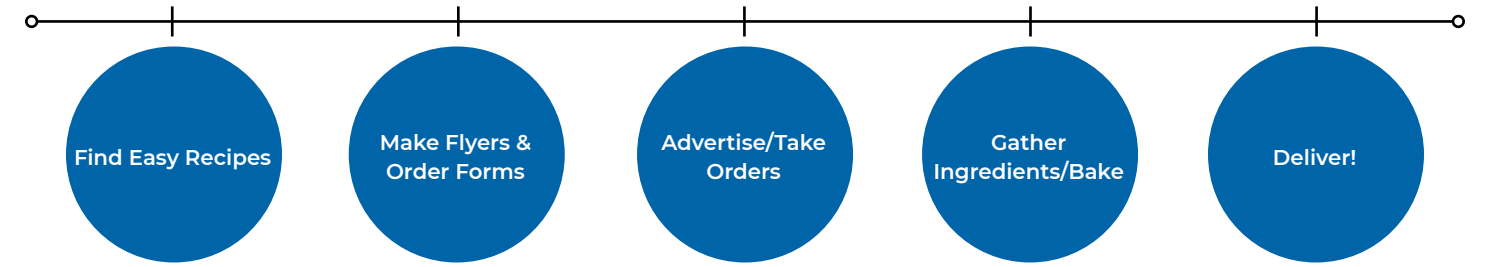 Find Easy Recipes
Make Flyers &
Order Forms
Advertise/Take
Orders
Gather
Ingredients/Bake
Deliver!